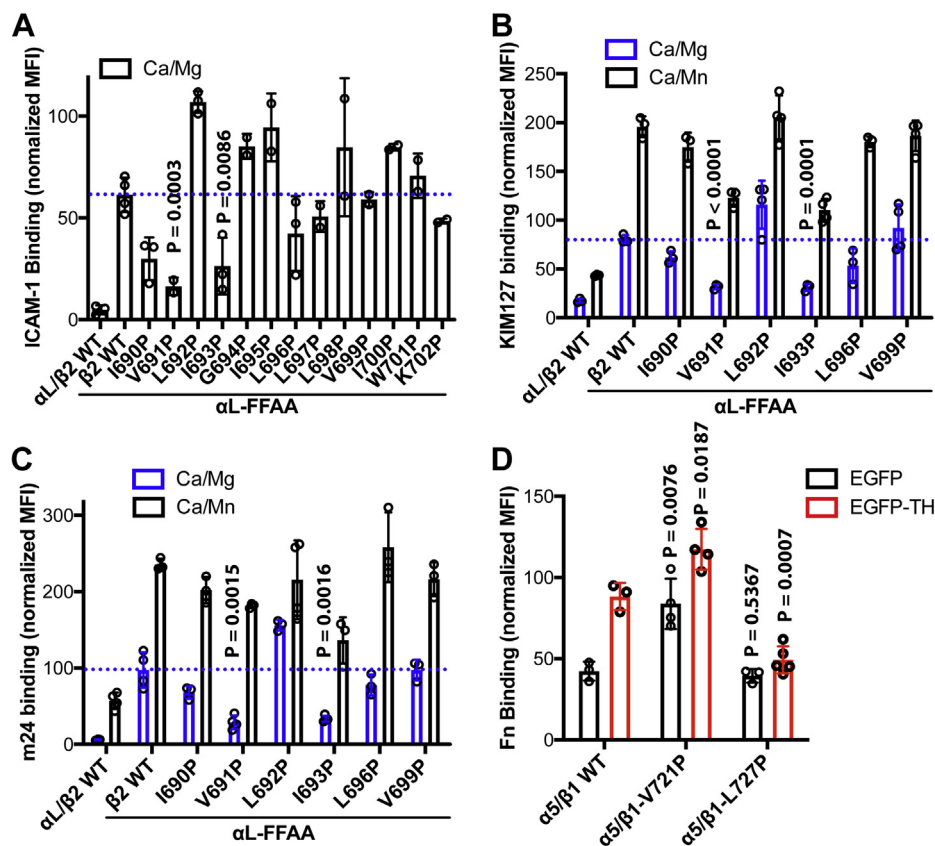 A
Ca/Mg
ICAM-1 Binding (nomalized MFI)
100
50
0
P = 0.0003
P = 0.0086
αL/β2 WT
β2 WT
I690P
V691P
L692P
I693P
G694P
I695P
L696P
L697P
L698P
V699P
I700P
W701P
K702P
αL-FFAA
B
Ca/Mg
Ca/Mn
KIM127 binding (normalized MFI)
250
200
150
100
50
0
P < 0.0001
P = 0.0001
αL/β2 WT
β2 WT
I690P
V691P
L692P
I693P
L696P
V699P
αL-FFAA
C
Ca/Mg
Ca/Mn
m24 binding (normalized MFI)
300
200
100
0
P = 0.0015
P = 0.0016
αL/β2 WT
β2 WT
I690P
V691P
L692P
I693P
L696P
V699P
αL-FFAA
D
EGFP
EGFP-TH
Fn Binding (normalized MFI)
150
100
50
0
P = 0.0076
P = 0.0187
P = 0.5367
P = 0.0007
α5/β1 WT
α5/β1-V721P
α5/β1-L727P